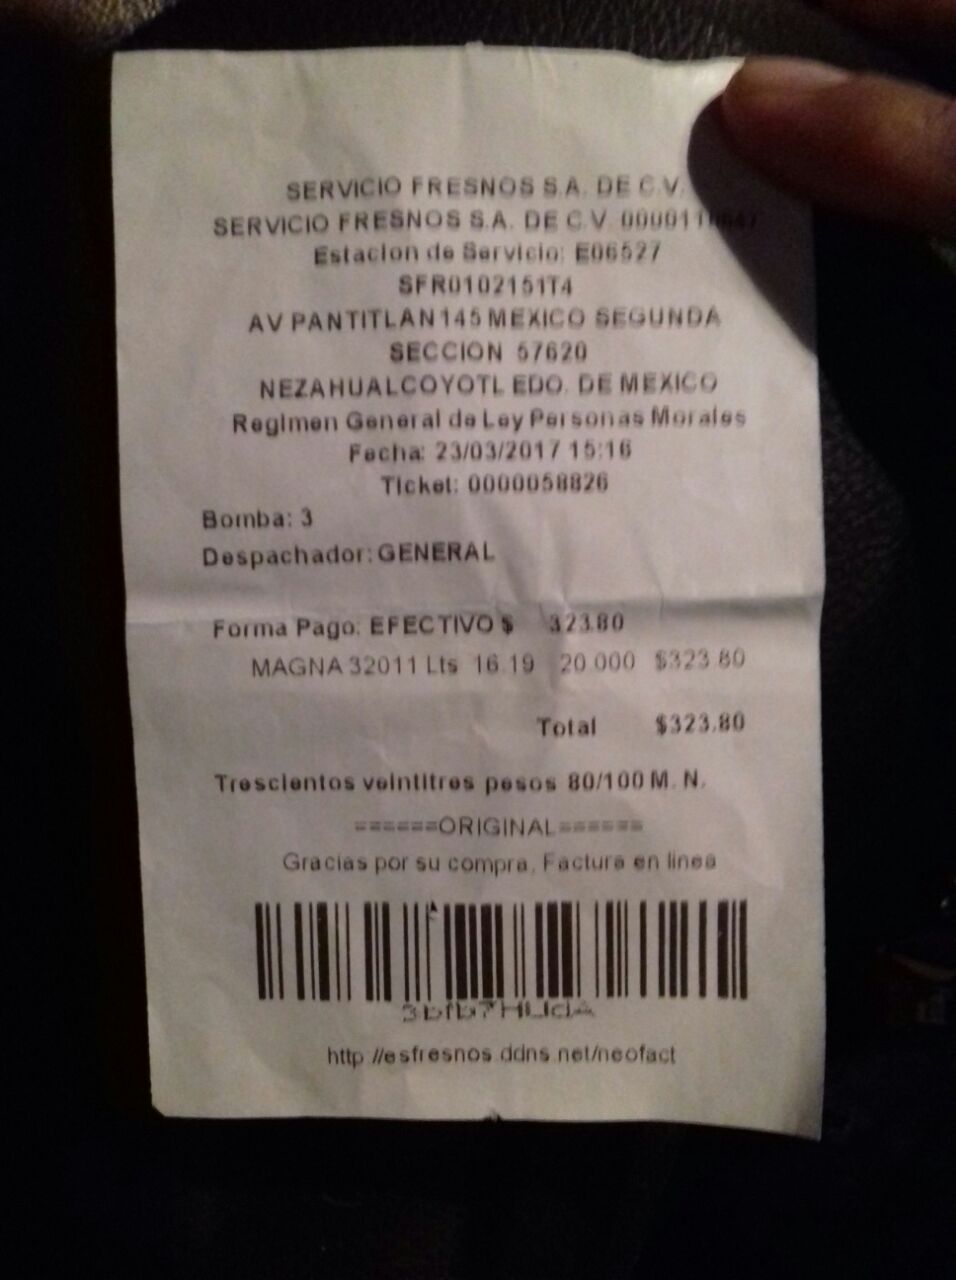 SERVICIO FRESNOS S.A. DE C.V.
SERVICIO FRESNOS S.A. DE C.V.
Estacion de Servicio: E06527
SFR0102151T4
AV PANTITLAN 145 MEXICO SEGUNDA
SECCION 57620
NEZAHUALCOYOTL EDO. DE MEXICO
Regimen General de Ley Personas Morales
Fecha: 23/03/2017 15:16
Ticket: 0000058826
Bomba: 3
Despachador: GENERAL
Forma Pago: EFECTIVO $ 323.80
MAGNA 32011 Lts 16.19 20.000 $323.80
Total $323.80
Trescientos veintitres pesos 80/100 M. N.
======ORIGINAL======
Gracias por su compra, Factura en linea
http://esfresnos.ddns.net/neofact